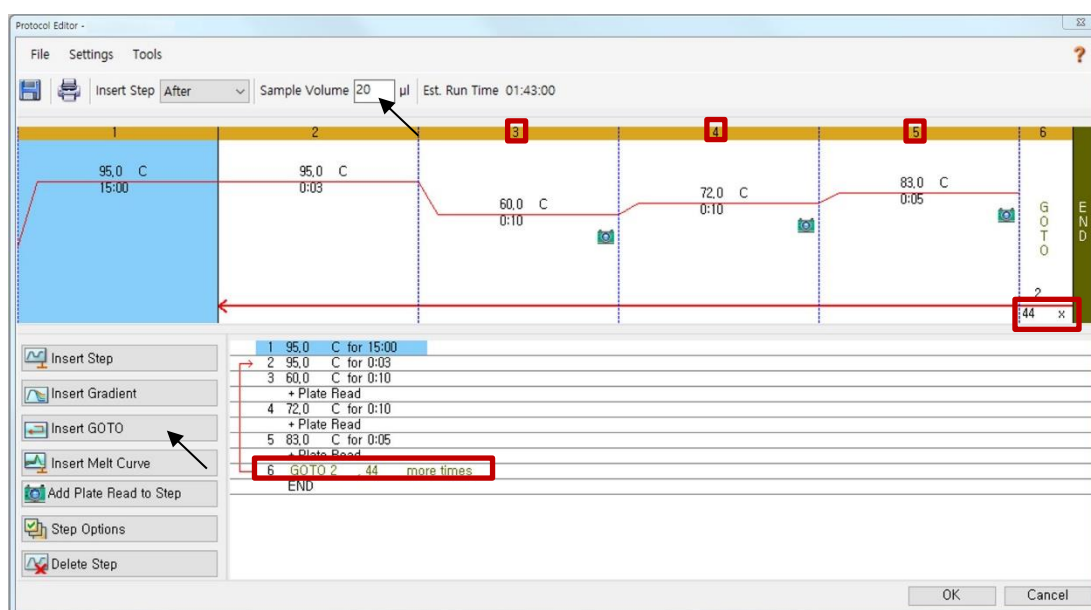 Protocol Editor -
File Settings Tools ?
Insert Step After Sample Volume 20 µl Est. Run Time 01:43:00
1 2 3 4 5 6
95,0 C
15:00
95,0 C
0:03
60,0 C
0:10
72,0 C
0:10
83,0 C
0:05
GOTO
2
44 x
END
Insert Step
Insert Gradient
Insert GOTO
Insert Melt Curve
Add Plate Read to Step
Step Options
Delete Step
1 95,0 C for 15:00
2 95,0 C for 0:03
3 60,0 C for 0:10
+ Plate Read
4 72,0 C for 0:10
+ Plate Read
5 83,0 C for 0:05
+ Plate Read
6 GOTO 2 , 44 more times
END
OK Cancel